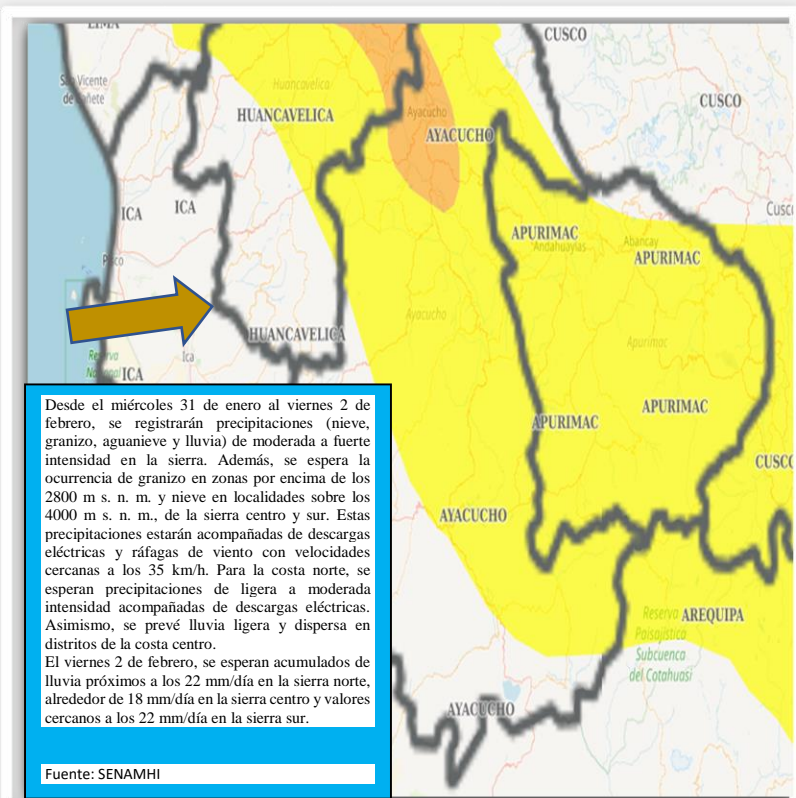 LIMA
CUSCO
San Vicente
de Cañete
Huancavelica
CUSCO
HUANCAVELICA
Ayacucho
AYACUCHO
ICA
ICA
Cusco
APURIMAC
Andahuaylas
Abancay
APURIMAC
Pisco
Ayacucho
HUANCAVELICA
Apurimac
Ica
ICA
APURIMAC
APURIMAC
CUSCO
AYACUCHO
Reserva
Paisajística
Subcuenca
del Cotahuasi
AREQUIPA
AYACUCHO
Desde el miércoles 31 de enero al viernes 2 de
febrero, se registrarán precipitaciones (nieve,
granizo, aguanieve y lluvia) de moderada a fuerte
intensidad en la sierra. Además, se espera la
ocurrencia de granizo en zonas por encima de los
2800 m s. n. m. y nieve en localidades sobre los
4000 m s. n. m., de la sierra centro y sur. Estas
precipitaciones estarán acompañadas de descargas
eléctricas y ráfagas de viento con velocidades
cercanas a los 35 km/h. Para la costa norte, se
esperan precipitaciones de ligera a moderada
intensidad acompañadas de descargas eléctricas.
Asimismo, se prevé lluvia ligera y dispersa en
distritos de la costa centro.
El viernes 2 de febrero, se esperan acumulados de
lluvia próximos a los 22 mm/día en la sierra norte,
alrededor de 18 mm/día en la sierra centro y valores
cercanos a los 22 mm/día en la sierra sur.
Fuente: SENAMHI